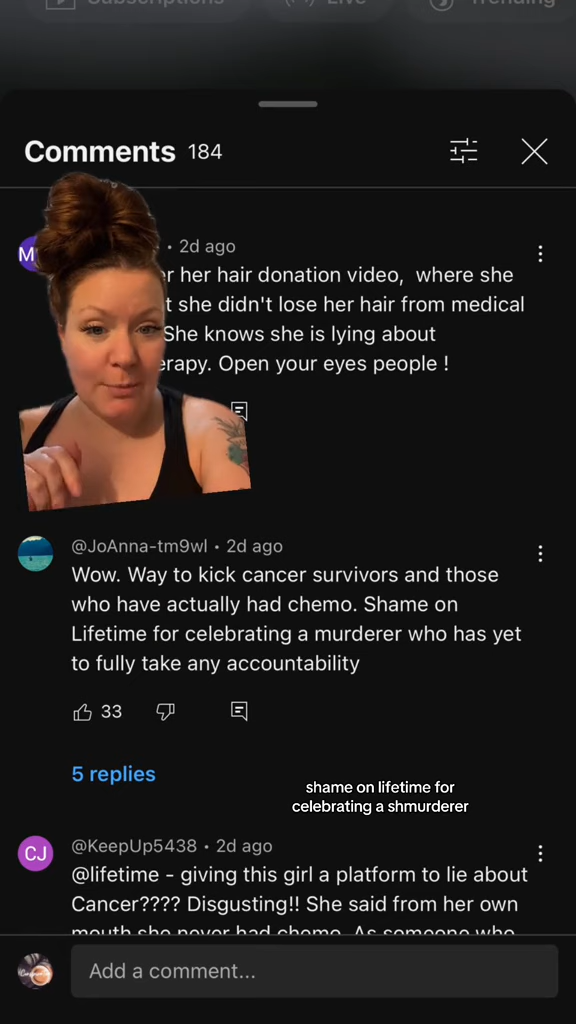 Subscriptions Live Trending
Comments 184
M • 2d ago
her hair donation video, where she
she didn't lose her hair from medical
She knows she is lying about
Open your eyes people !
@JoAnna-tm9wl • 2d ago
Wow. Way to kick cancer survivors and those
who have actually had chemo. Shame on
Lifetime for celebrating a murderer who has yet
to fully take any accountability
33
5 replies
shame on lifetime for
celebrating a shmurderer
CJ @KeepUp5438 • 2d ago
@lifetime - giving this girl a platform to lie about
Cancer???? Disgusting!! She said from her own
mouth she never had chemo. As someone who
Add a comment...